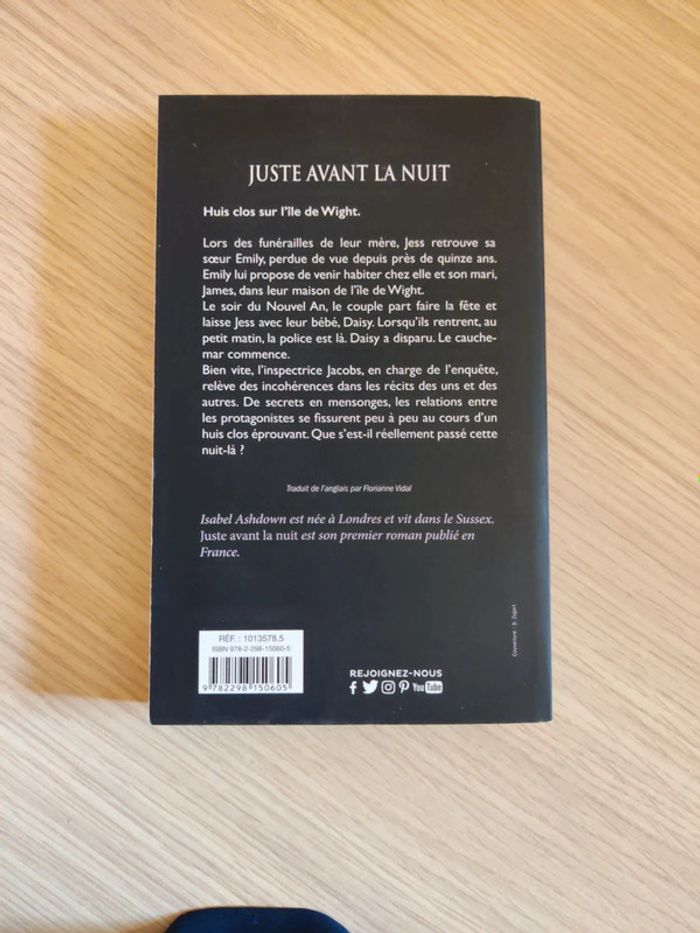 JUSTE AVANT LA NUIT
Huis clos sur l'île de Wight.
Lors des funérailles de leur mère, Jess retrouve sa
sœur Emily, perdue de vue depuis près de quinze ans.
Emily lui propose de venir habiter chez elle et son mari,
James, dans leur maison de l'île de Wight.
Le soir du Nouvel An, le couple part faire la fête et
laisse Jess avec leur bébé, Daisy. Lorsqu'ils rentrent, au
petit matin, la police est là. Daisy a disparu. Le cauche-
mar commence.
Bien vite, l'inspectrice Jacobs, en charge de l'enquête,
relève des incohérences dans les récits des uns et des
autres. De secrets en mensonges, les relations entre
les protagonistes se fissurent peu à peu au cours d'un
huis clos éprouvant. Que s'est-il réellement passé cette
nuit-là ?
Traduit de l'anglais par Florianne Vidal
Isabel Ashdown est née à Londres et vit dans le Sussex.
Juste avant la nuit est son premier roman publié en
France.
RÉF. : 1013578.5
ISBN 978-2-298-15060-5
9 782298 150605
REJOIGNEZ-NOUS
You Tube
Couverture :